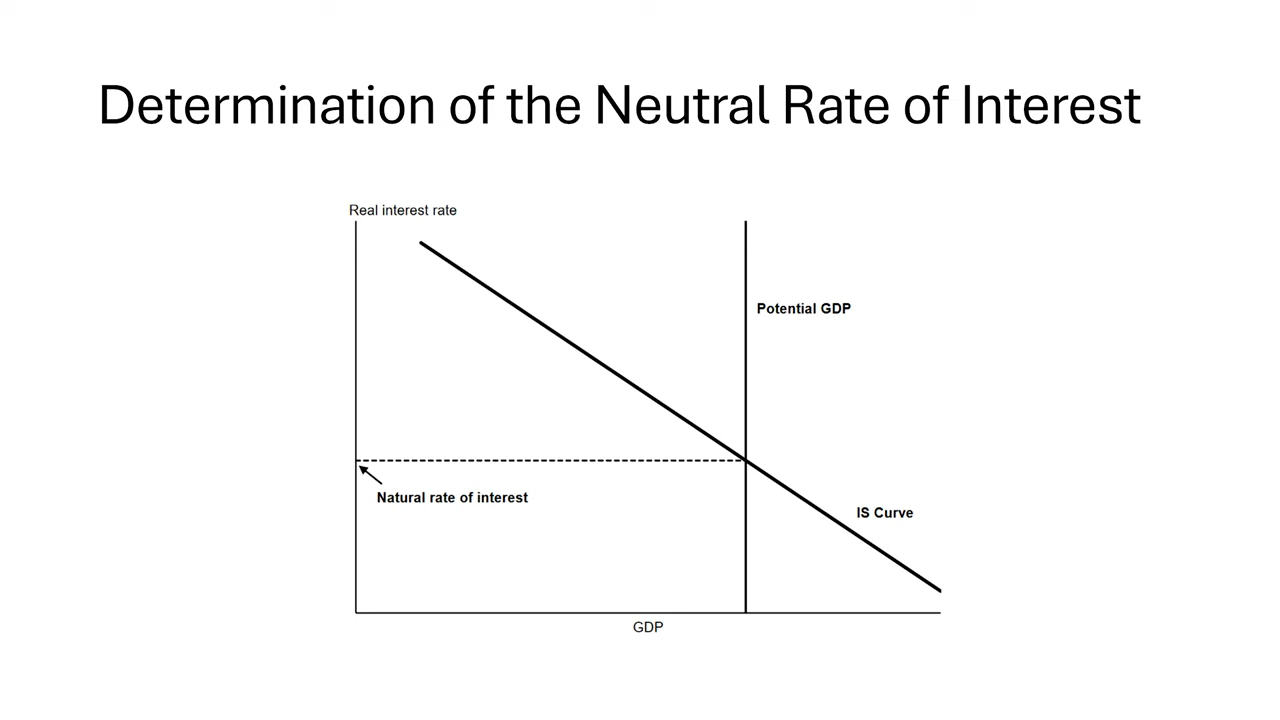 Determination of the Neutral Rate of Interest
Real interest rate
Potential GDP
Natural rate of interest
IS Curve
GDP